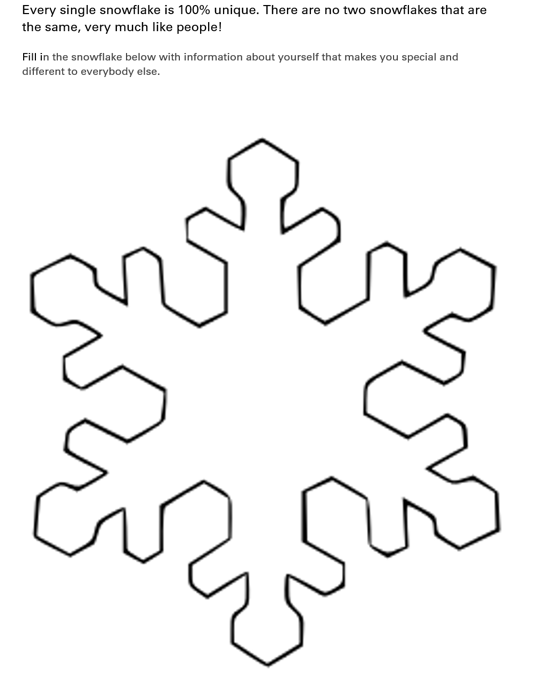 Every single snowflake is 100% unique. There are no two snowflakes that are
the same, very much like people!
Fill in the snowflake below with information about yourself that makes you special and
different to everybody else.